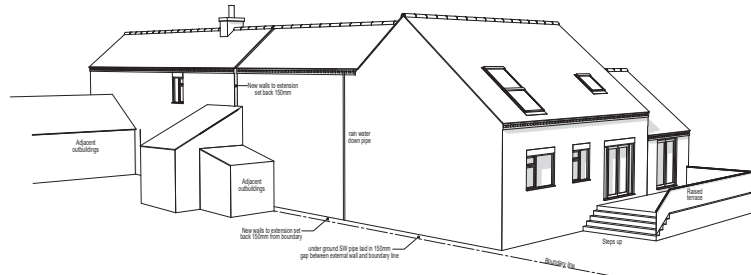 New walls to extension
set back 150mm
Adjacent
outbuildings
rain water
down pipe
Adjacent
outbuildings
Raised
terrace
New walls to extension set
back 150mm from boundary
Steps up
under ground SW pipe laid in 150mm
gap between external wall and boundary line
Boundary line